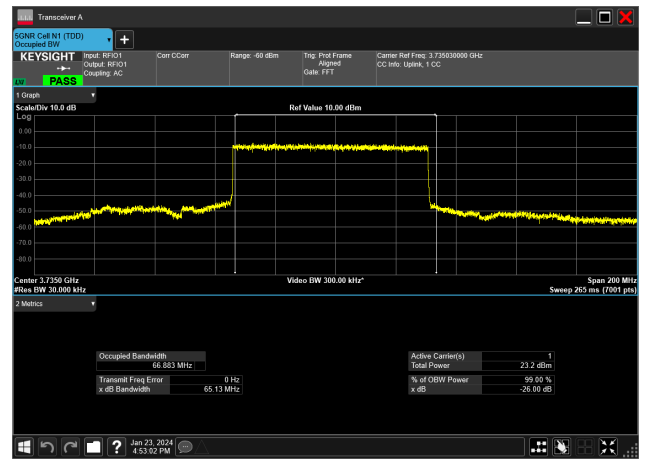 Transceiver A
5GNR Cell N1 (TDD)
Occupied BW
+
KEYSIGHT
LW PASS
Input: RFIO1
Output: RFIO1
Coupling: AC
Corr CCorr
Range: -60 dBm
Trig: Prot Frame
Aligned
Gate: FFT
Carrier Ref Freq: 3.735030000 GHz
CC Info: Uplink, 1 CC
1 Graph
Scale/Div 10.0 dB
Ref Value 10.00 dBm
Log
0.00
-10.0
-20.0
-30.0
-40.0
-50.0
-60.0
-70.0
-80.0
Center 3.7350 GHz
Video BW 300.00 kHz*
Span 200 MHz
#Res BW 30.000 kHz
Sweep 265 ms (7001 pts)
2 Metrics
Occupied Bandwidth
66.883 MHz
Transmit Freq Error 0 Hz
x dB Bandwidth 65.13 MHz
Active Carrier(s) 1
Total Power 23.2 dBm
% of OBW Power 99.00 %
x dB -26.00 dB
?
Jan 23, 2024
4:53:02 PM